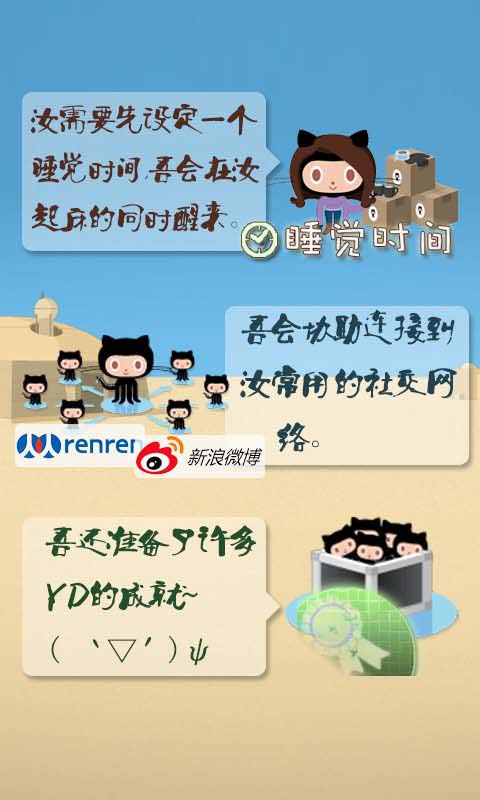 汝需要先设定一个
睡觉时间,吾会在汝
起床的同时醒来。
睡觉时间
吾会协助连接到
汝常用的社交网
络。
renren
新浪微博
吾还准备了许多
YD的成就~
( ˋ▽ˊ)ψ